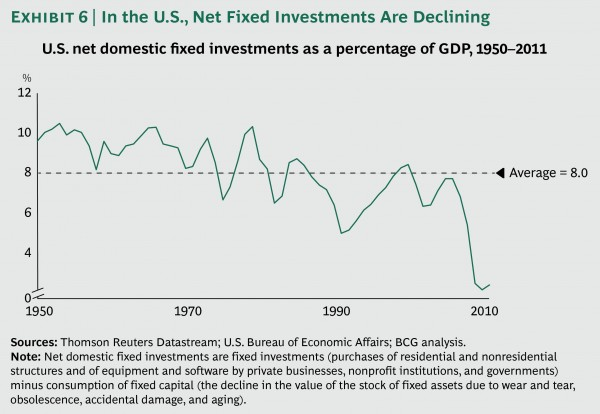 EXHIBIT 6 | In the U.S., Net Fixed Investments Are Declining
U.S. net domestic fixed investments as a percentage of GDP, 1950–2011
%
12
10
8
Average = 8.0
6
4
0
1950 1970 1990 2010
Sources: Thomson Reuters Datastream; U.S. Bureau of Economic Affairs; BCG analysis.
Note: Net domestic fixed investments are fixed investments (purchases of residential and nonresidential
structures and of equipment and software by private businesses, nonprofit institutions, and governments)
minus consumption of fixed capital (the decline in the value of the stock of fixed assets due to wear and tear,
obsolescence, accidental damage, and aging).